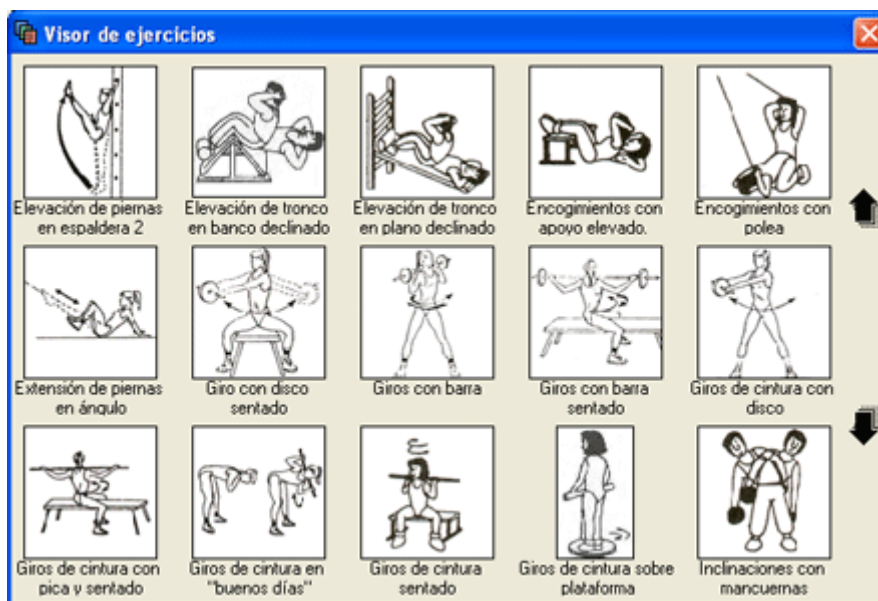 Visor de ejercicios
Elevación de piernas
en espaldera 2
Elevación de tronco
en banco declinado
Elevación de tronco
en plano declinado
Encogimientos con
apoyo elevado.
Encogimientos con
polea
Extensión de piernas
en ángulo
Giro con disco
sentado
Giros con barra
Giros con barra
sentado
Giros de cintura con
disco
Giros de cintura con
pica y sentado
Giros de cintura en
"buenos días"
Giros de cintura
sentado
Giros de cintura sobre
plataforma
Inclinaciones con
mancuernas